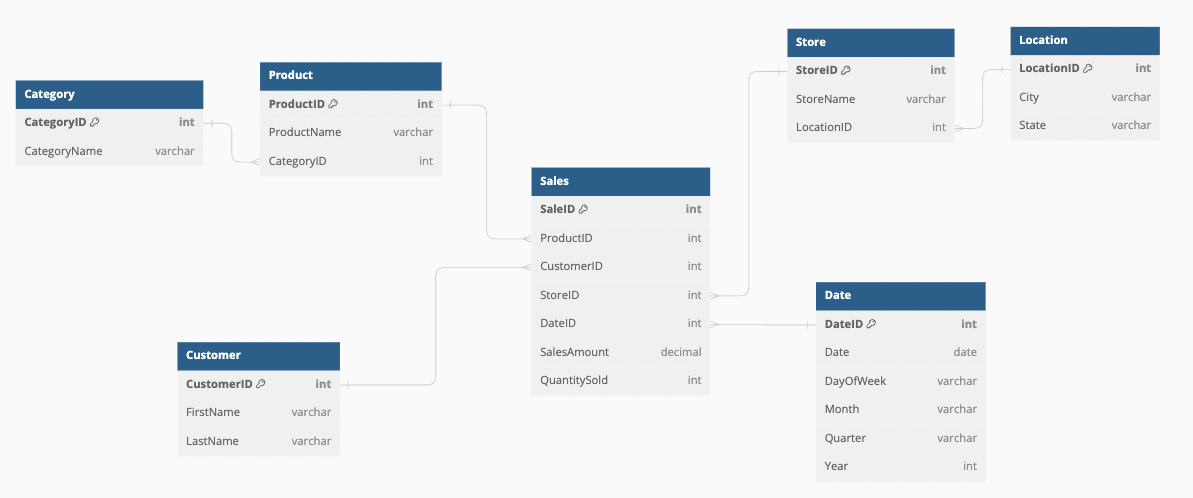 Category
CategoryID int
CategoryName varchar
Product
ProductID int
ProductName varchar
CategoryID int
Sales
SaleID int
ProductID int
CustomerID int
StoreID int
DateID int
SalesAmount decimal
QuantitySold int
Customer
CustomerID int
FirstName varchar
LastName varchar
Store
StoreID int
StoreName varchar
LocationID int
Location
LocationID int
City varchar
State varchar
Date
DateID int
Date date
DayOfWeek varchar
Month varchar
Quarter varchar
Year int